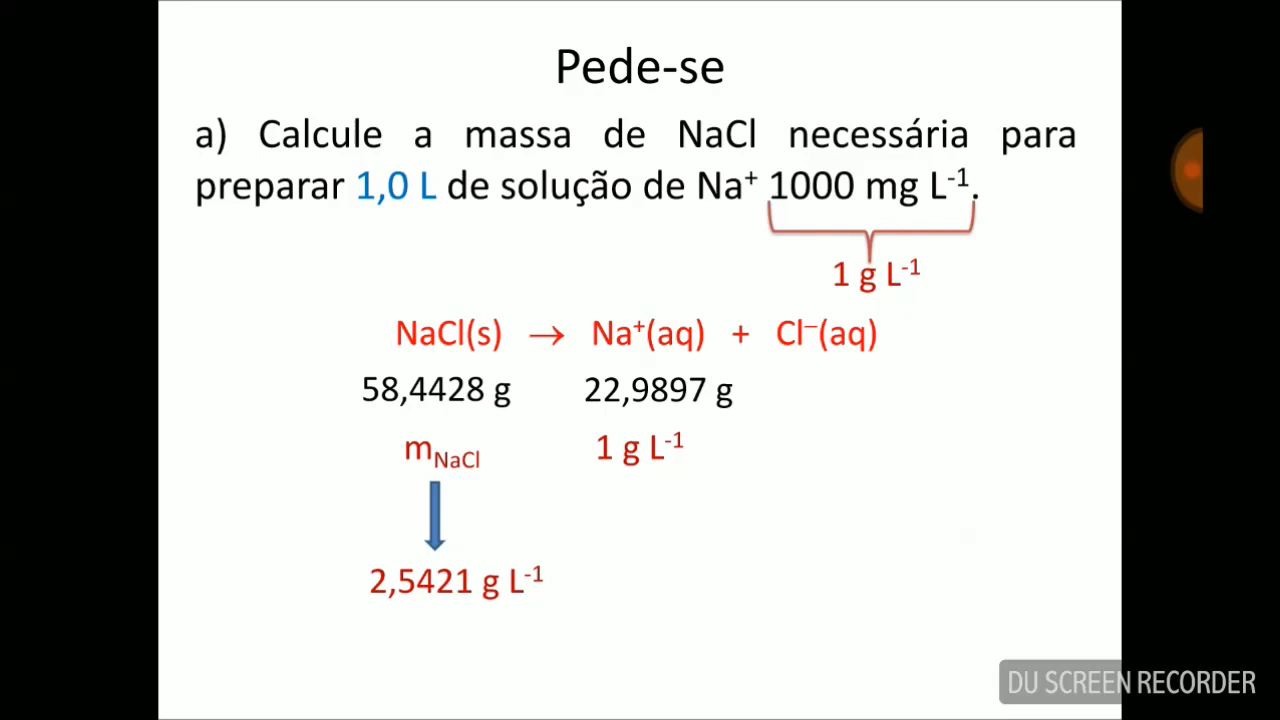 Pede-se
a) Calcule a massa de NaCl necessária para
preparar 1,0 L de solução de Na⁺ 1000 mg L⁻¹.
1 g L⁻¹
NaCl(s) → Na⁺(aq) + Cl⁻(aq)
58,4428 g 22,9897 g
mNaCl 1 g L⁻¹
2,5421 g L⁻¹
DU SCREEN RECORDER